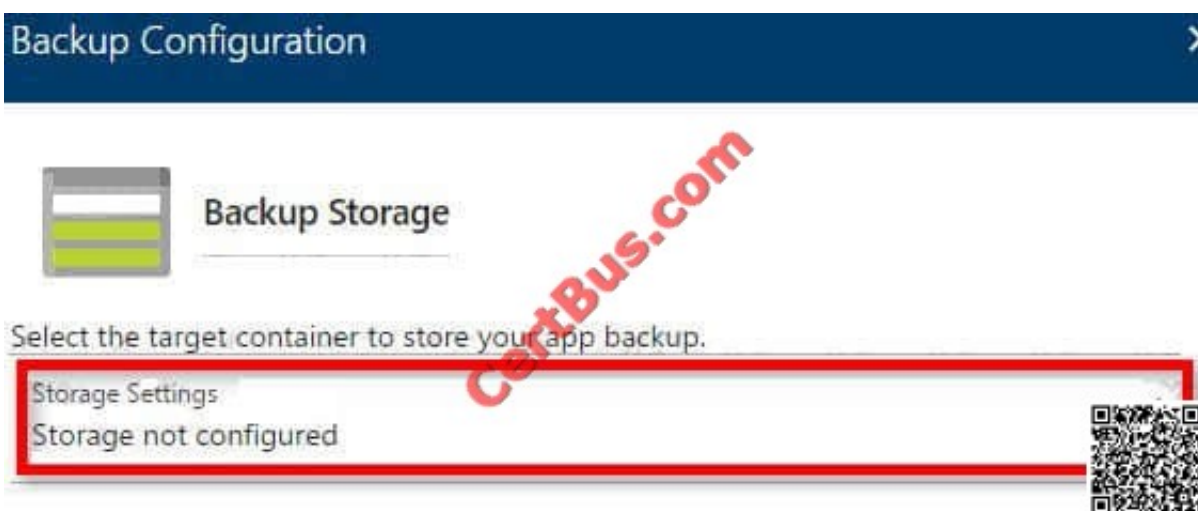 Backup Configuration
Backup Storage
CertBus.com
Select the target container to store your app backup.
Storage Settings
Storage not configured